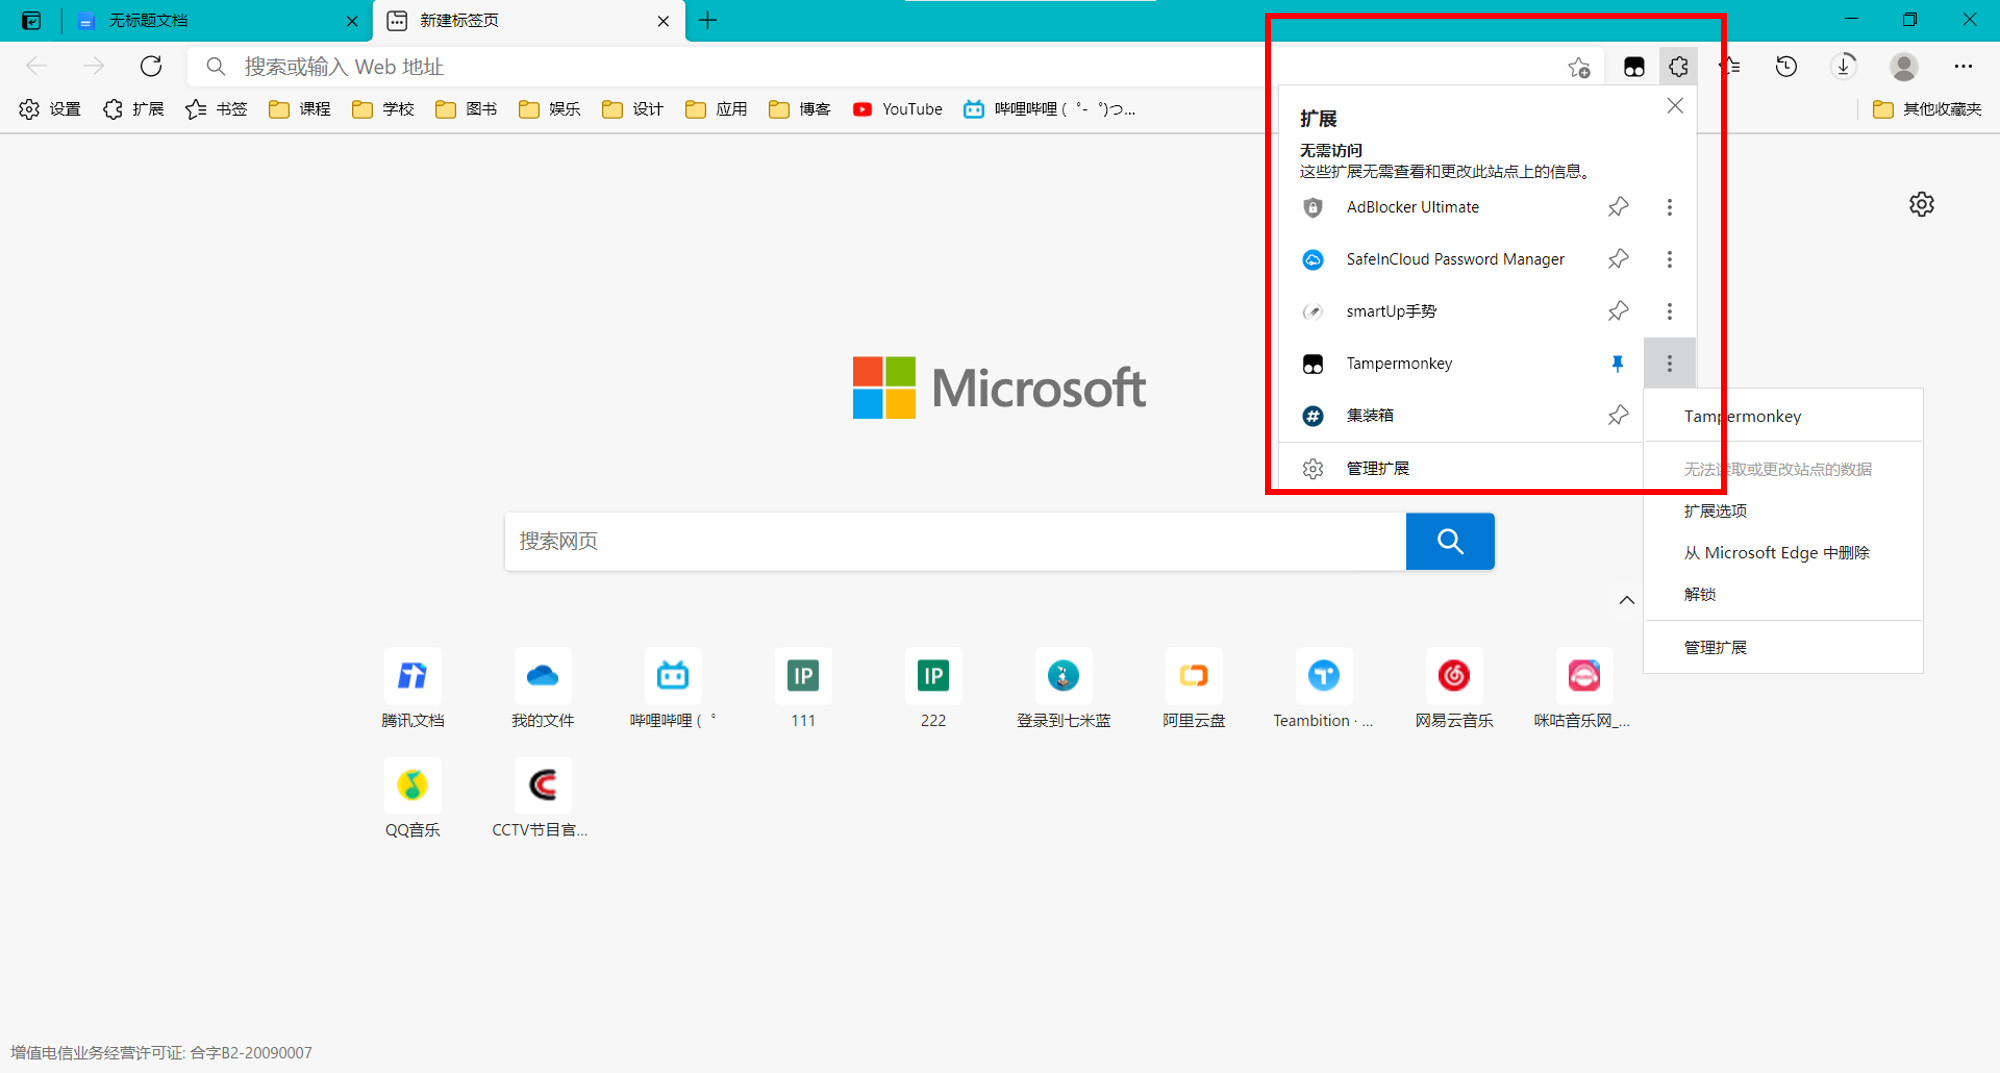 无标题文档
新建标签页
搜索或输入 Web 地址
设置
扩展
书签
课程
学校
图书
娱乐
设计
应用
博客
YouTube
哔哩哔哩 ( ゜- ゜)つ...
其他收藏夹
扩展
无需访问
这些扩展无需查看和更改此站点上的信息。
AdBlocker Ultimate
SafeInCloud Password Manager
smartUp手势
Tampermonkey
集装箱
管理扩展
Tampermonkey
无法读取或更改站点的数据
扩展选项
从 Microsoft Edge 中删除
解锁
管理扩展
Microsoft
搜索网页
腾讯文档
我的文件
哔哩哔哩 ( ゜
IP
111
IP
222
登录到七米蓝
阿里云盘
Teambition · ...
网易云音乐
咪咕音乐网_...
QQ音乐
CCTV节目官...
增值电信业务经营许可证: 合字B2-20090007